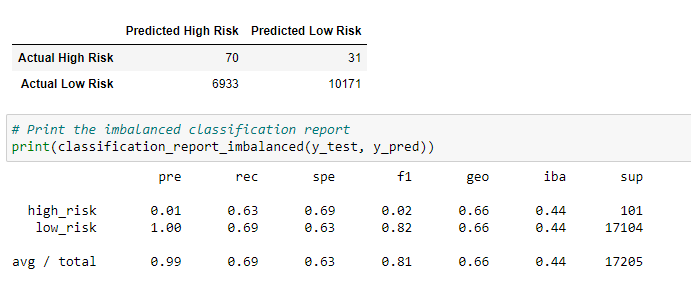 Predicted High Risk Predicted Low Risk
Actual High Risk 70 31
Actual Low Risk 6933 10171
# Print the imbalanced classification report
print(classification_report_imbalanced(y_test, y_pred))
pre rec spe f1 geo iba sup
high_risk 0.01 0.63 0.69 0.02 0.66 0.44 101
low_risk 1.00 0.69 0.63 0.82 0.66 0.44 17104
avg / total 0.99 0.69 0.63 0.81 0.66 0.44 17205